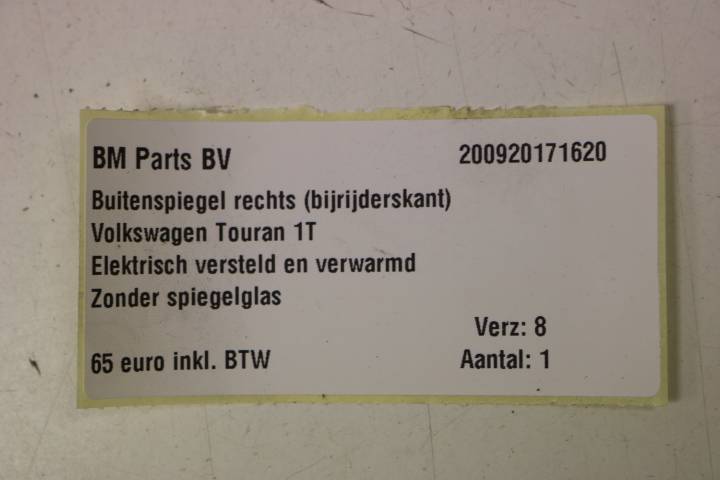 BM Parts BV 200920171620
Buitenspiegel rechts (bijrijderskant)
Volkswagen Touran 1T
Elektrisch versteld en verwarmd
Zonder spiegelglas
Verz: 8
65 euro inkl. BTW Aantal: 1